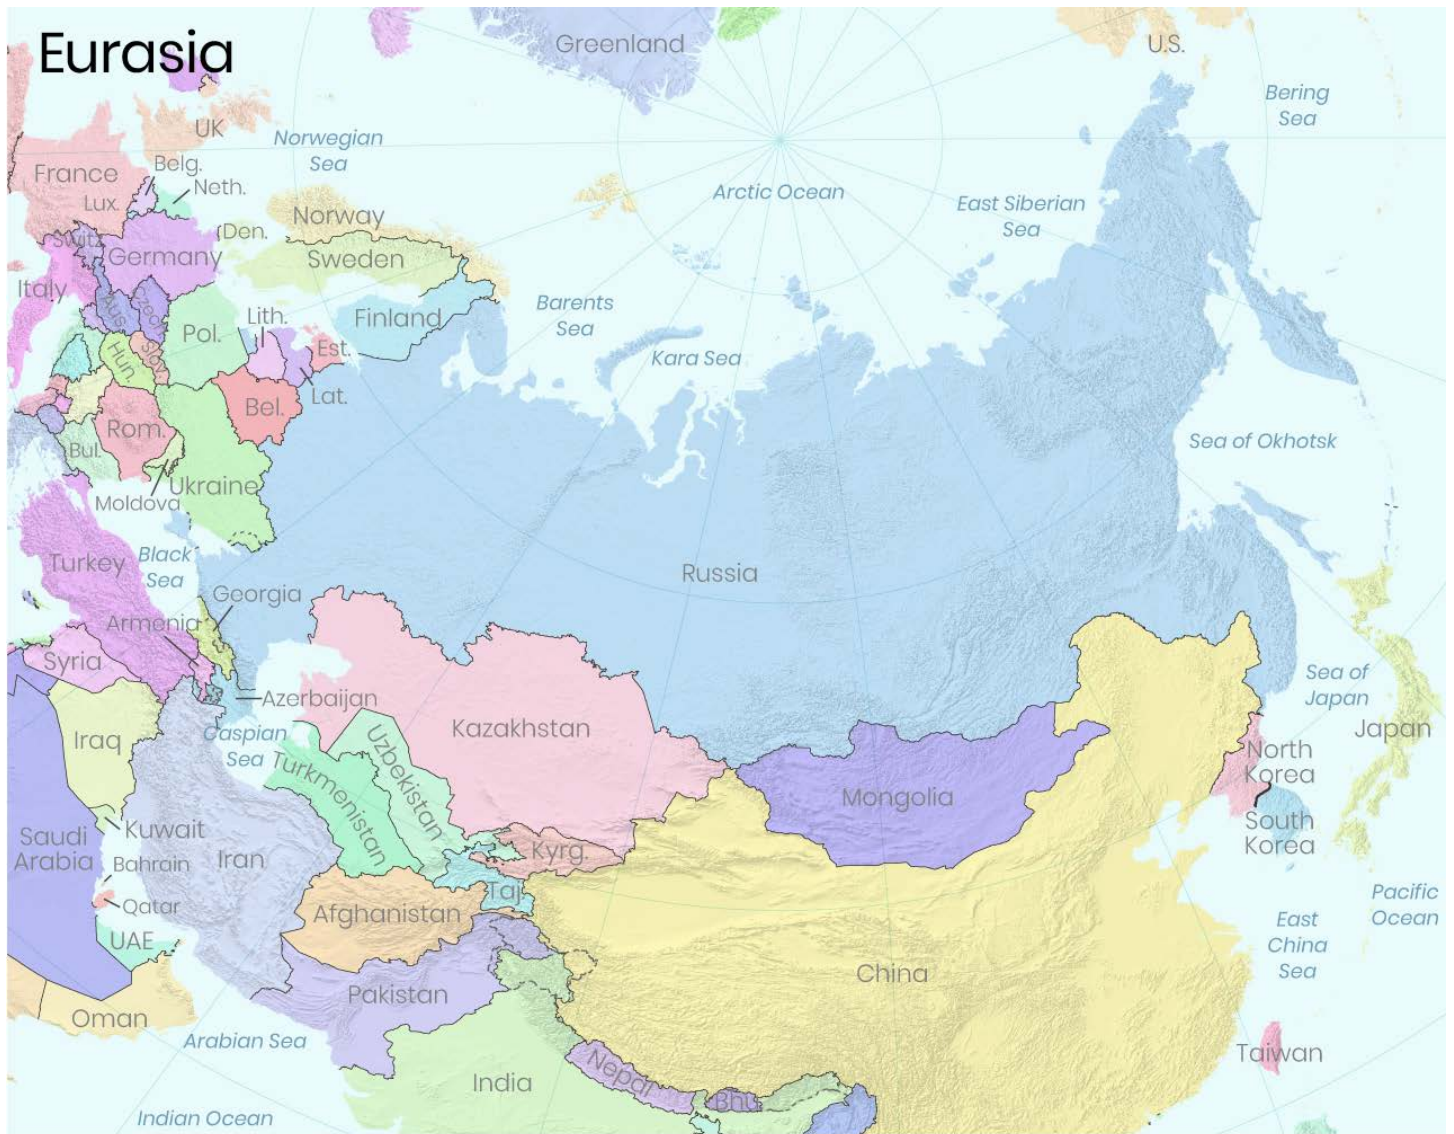 Eurasia
Greenland
U.S.
Bering
Sea
UK
Norwegian
Sea
France
Belg.
Neth.
Lux.
Arctic Ocean
East Siberian
Sea
Norway
Den.
Switz.
Germany
Sweden
Italy
Aus.
Czec.
Pol.
Lith.
Finland
Barents
Sea
Kara Sea
Hun.
Slov.
Est.
Lat.
Bel.
Rom.
Bul.
Moldova
Ukraine
Sea of Okhotsk
Turkey
Black
Sea
Russia
Georgia
Armenia
Syria
Azerbaijan
Sea of
Japan
Iraq
Caspian
Sea
Turkmenistan
Uzbekistan
Kazakhstan
Japan
North
Korea
Mongolia
Saudi
Arabia
Kuwait
Bahrain
Iran
Kyrg.
South
Korea
Qatar
UAE
Afghanistan
Taj.
Pacific
Ocean
East
China
Sea
China
Pakistan
Oman
Arabian Sea
Taiwan
India
Nepal
Bhu.
Indian Ocean